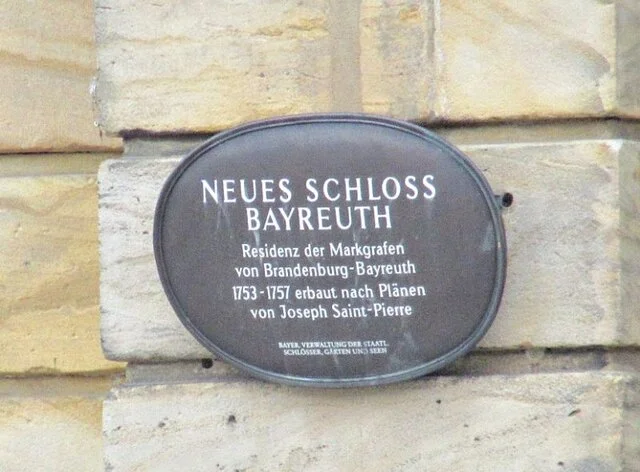 NEUES SCHLOSS
BAYREUTH
Residenz der Markgrafen
von Brandenburg-Bayreuth
1753-1757 erbaut nach Plänen
von Joseph Saint-Pierre
BAYER. VERWALTUNG DER STAATL.
SCHLÖSSER, GÄRTEN UND SEEN